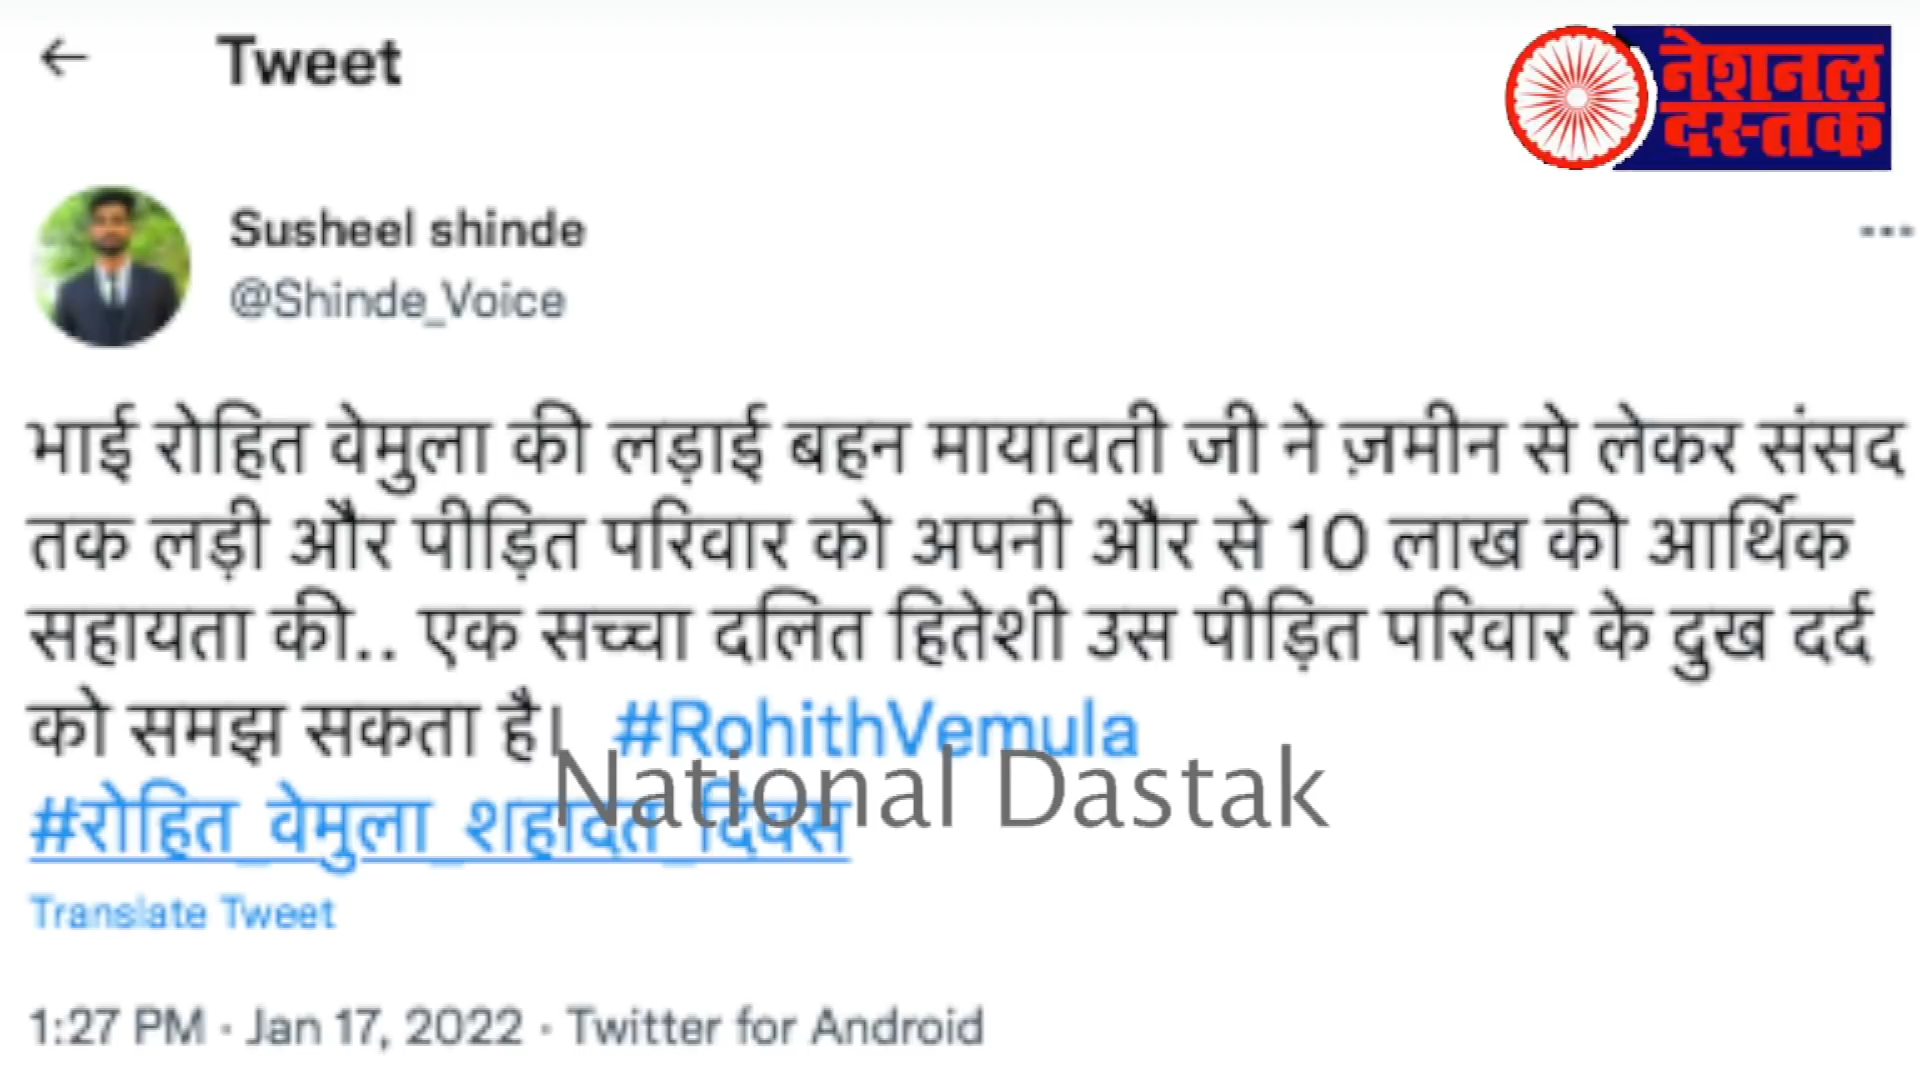 ← Tweet
नेशनल
दस्तक
Susheel shinde
@Shinde_Voice
भाई रोहित वेमुला की लड़ाई बहन मायावती जी ने ज़मीन से लेकर संसद
तक लड़ी और पीड़ित परिवार को अपनी और से 10 लाख की आर्थिक
सहायता की.. एक सच्चा दलित हितेशी उस पीड़ित परिवार के दुख दर्द
को समझ सकता है। #RohithVemula
National Dastak
#रोहित_वेमुला_शहादत_दिवस
Translate Tweet
1:27 PM · Jan 17, 2022 · Twitter for Android